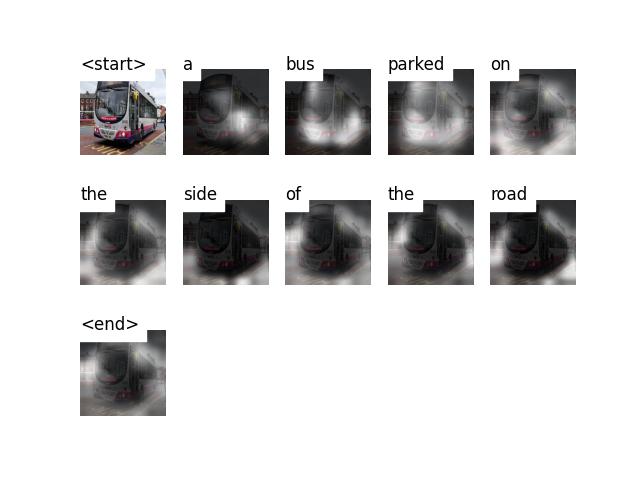 <start> a bus parked on
the side of the road
<end>